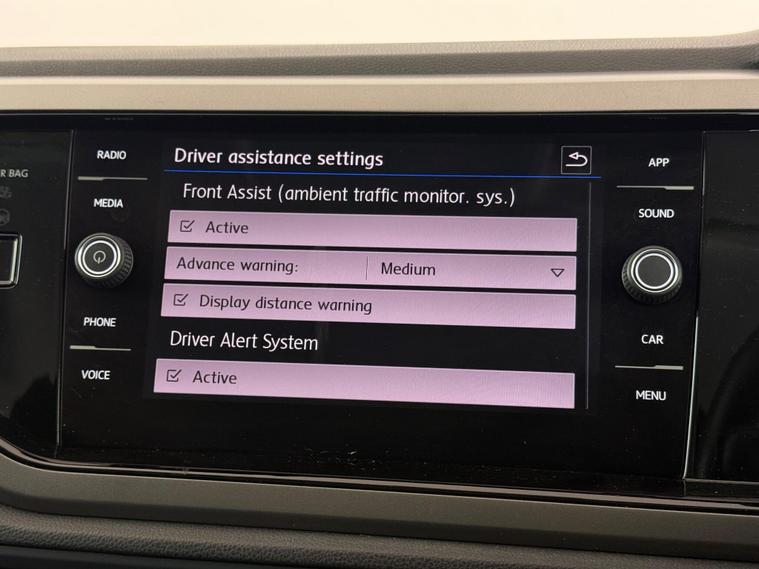 R BAG
RADIO
MEDIA
PHONE
VOICE
Driver assistance settings
Front Assist (ambient traffic monitor. sys.)
Active
Advance warning: Medium
Display distance warning
Driver Alert System
Active
APP
SOUND
CAR
MENU